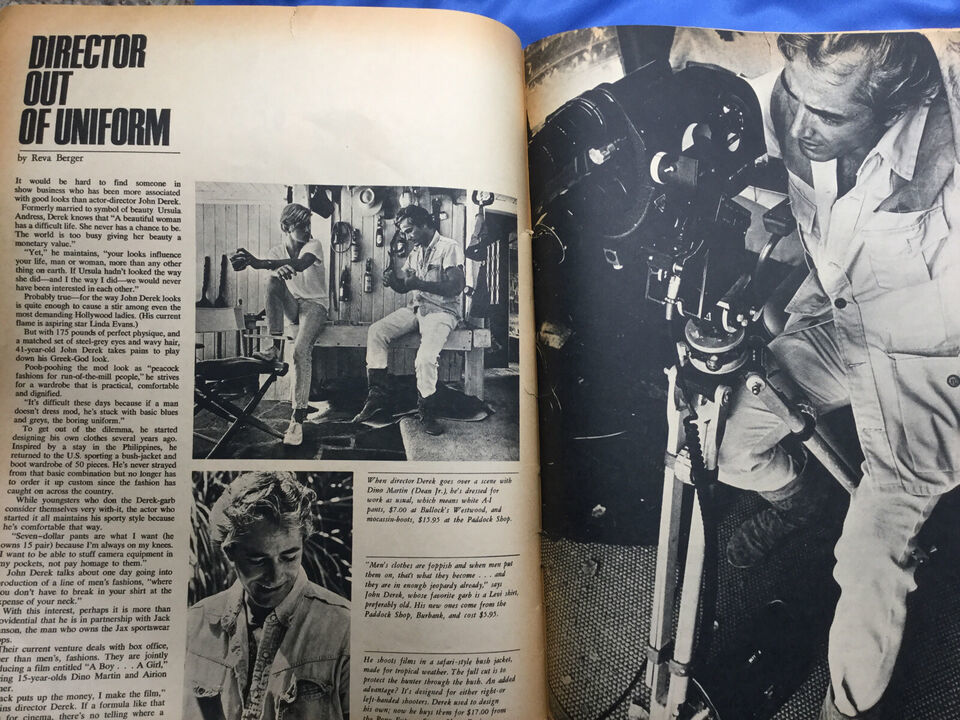 DIRECTOR
OUT
OF UNIFORM
by Reva Berger
It would be hard to find someone in
show business who has been more associated
with good looks than actor-director John Derek.
Formerly married to symbol of beauty Ursula
Andress, Derek knows that "A beautiful woman
has a difficult life. She never has a chance to be.
The world is too busy giving her beauty a
monetary value."
"Yet," he maintains, "your looks influence
your life, man or woman, more than any other
thing on earth. If Ursula hadn't looked the way
she did—and I the way I did—we would never
have been interested in each other."
Probably true—for the way John Derek looks
is quite enough to cause a stir among even the
most demanding Hollywood ladies. (His current
flame is aspiring star Linda Evans.)
But with 175 pounds of perfect physique, and
a matched set of steel-grey eyes and wavy hair,
41-year-old John Derek takes pains to play
down his Greek-God look.
Pooh-poohing the mod look as "peacock
fashions for run-of-the-mill people," he strives
for a wardrobe that is practical, comfortable
and dignified.
"It's difficult these days because if a man
doesn't dress mod, he's stuck with basic blues
and greys, the boring uniform."
To get out of the dilemma, he started
designing his own clothes several years ago.
Inspired by a stay in the Philippines, he
returned to the U.S. sporting a bush-jacket and
boot wardrobe of 50 pieces. He's never strayed
from that basic combination but no longer has
to order it up custom since the fashion has
caught on across the country.
While youngsters who don the Derek-garb
consider themselves very with-it, the actor who
started it all maintains his sporty style because
he's comfortable that way.
"Seven-dollar pants are what I want (he
owns 15 pair) because I'm always on my knees.
I want to be able to stuff camera equipment in
my pockets, not pay homage to them."
John Derek talks about one day going into
production of a line of men's fashions, "where
you don't have to break in your shirt at the
expense of your neck."
With this interest, perhaps it is more than
ovidential that he is in partnership with Jack
nson, the man who owns the Jax sportswear
ops.
Their current venture deals with box office,
er than men's, fashions. They are jointly
ducing a film entitled "A Boy . . . A Girl,"
ing 15-year-olds Dino Martin and Airion
ner.
ack puts up the money, I make the film,"
ins director Derek. If a formula like that
for cinema, there's no telling where a
When director Derek goes over a scene with
Dino Martin (Dean Jr.), he's dressed for
work as usual, which means white A-1
pants, $7.00 at Bullock's Westwood, and
mocassin-boots, $15.95 at the Paddock Shop.
"Men's clothes are foppish and when men put
them on, that's what they become . . . and
they are in enough jeopardy already," says
John Derek, whose favorite garb is a Levi shirt,
preferably old. His new ones come from the
Paddock Shop, Burbank, and cost $5.95.
He shoots films in a safari-style bush jacket,
made for tropical weather. The full cut is to
protect the hunter through the bush. An added
advantage? It's designed for either right-or
left-handed shooters. Derek used to design
his own; now he buys them for $17.00 from